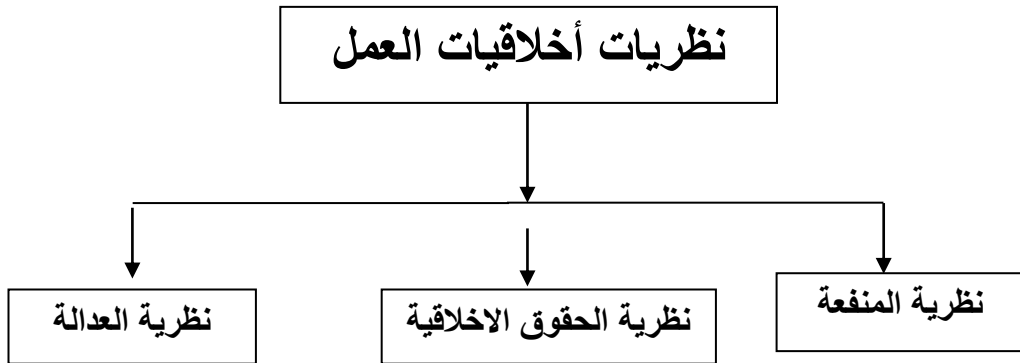 نظريات أخلاقيات العمل
نظرية المنفعة
نظرية الحقوق الاخلاقية
نظرية العدالة